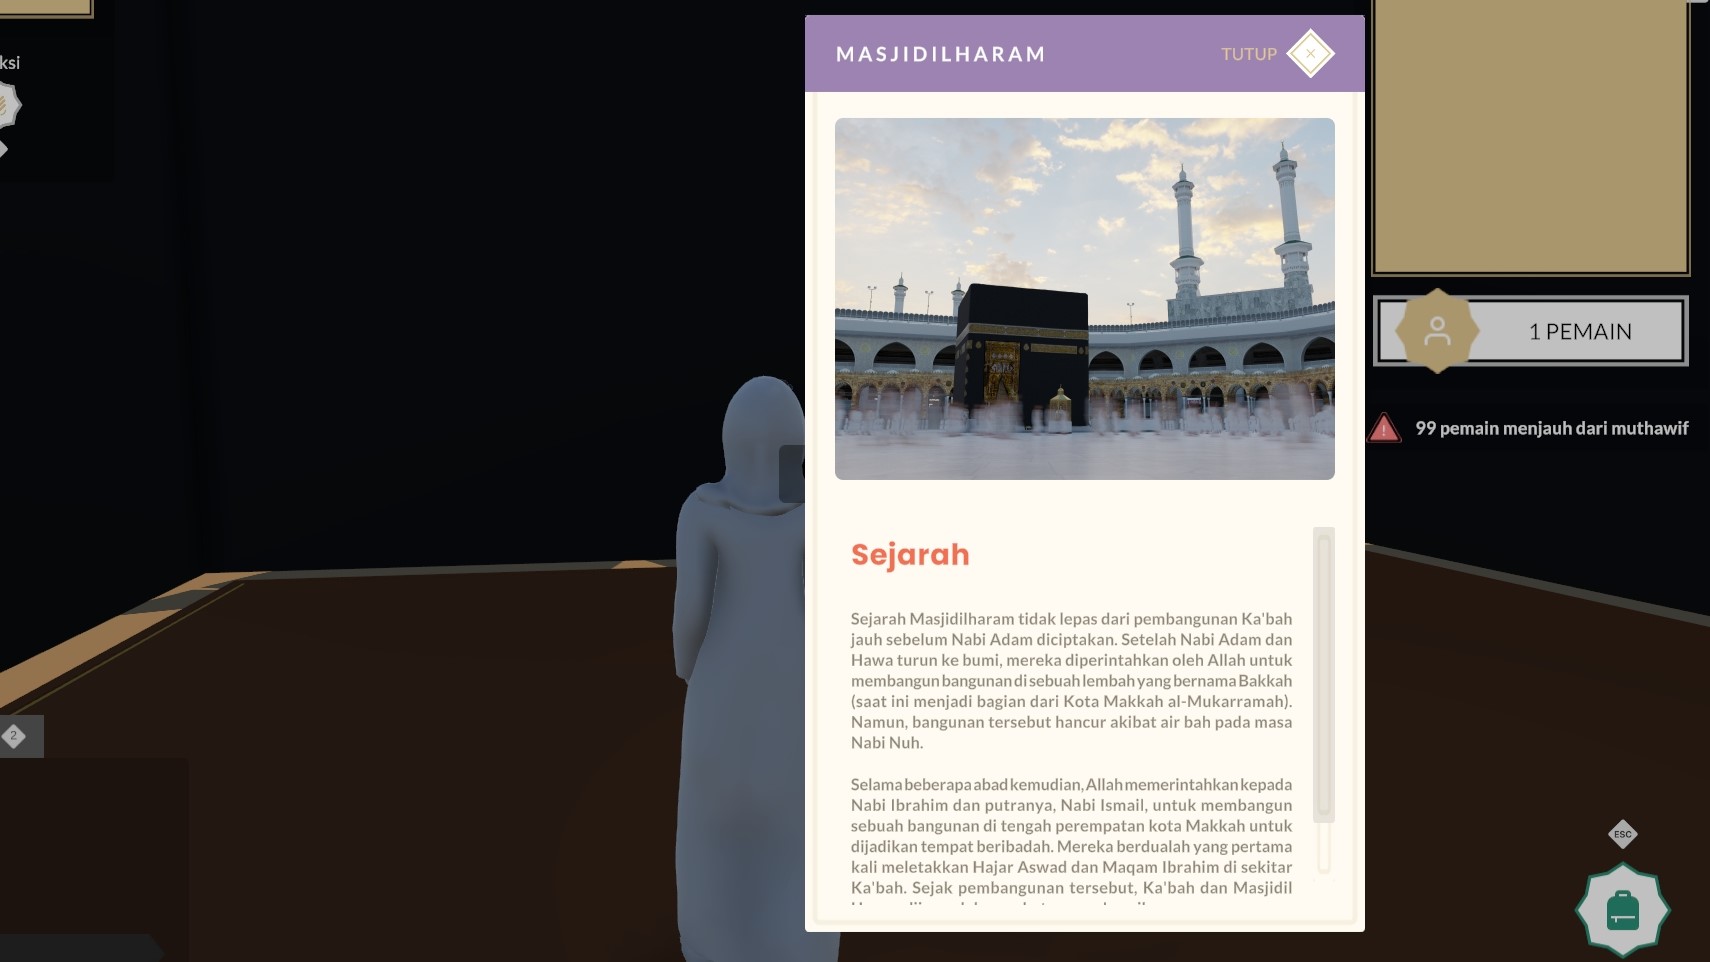 ksi
MASJIDILHARAM
TUTUP
Sejarah
Sejarah Masjidilharam tidak lepas dari pembangunan Ka'bah
jauh sebelum Nabi Adam diciptakan. Setelah Nabi Adam dan
Hawa turun ke bumi, mereka diperintahkan oleh Allah untuk
membangun bangunan di sebuah lembah yang bernama Bakkah
(saat ini menjadi bagian dari Kota Makkah al-Mukarramah).
Namun, bangunan tersebut hancur akibat air bah pada masa
Nabi Nuh.
Selama beberapa abad kemudian, Allah memerintahkan kepada
Nabi Ibrahim dan putranya, Nabi Ismail, untuk membangun
sebuah bangunan di tengah perempatan kota Makkah untuk
dijadikan tempat beribadah. Mereka berdualah yang pertama
kali meletakkan Hajar Aswad dan Maqam Ibrahim di sekitar
Ka'bah. Sejak pembangunan tersebut, Ka'bah dan Masjidil
1 PEMAIN
99 pemain menjauh dari muthawif
2
ESC